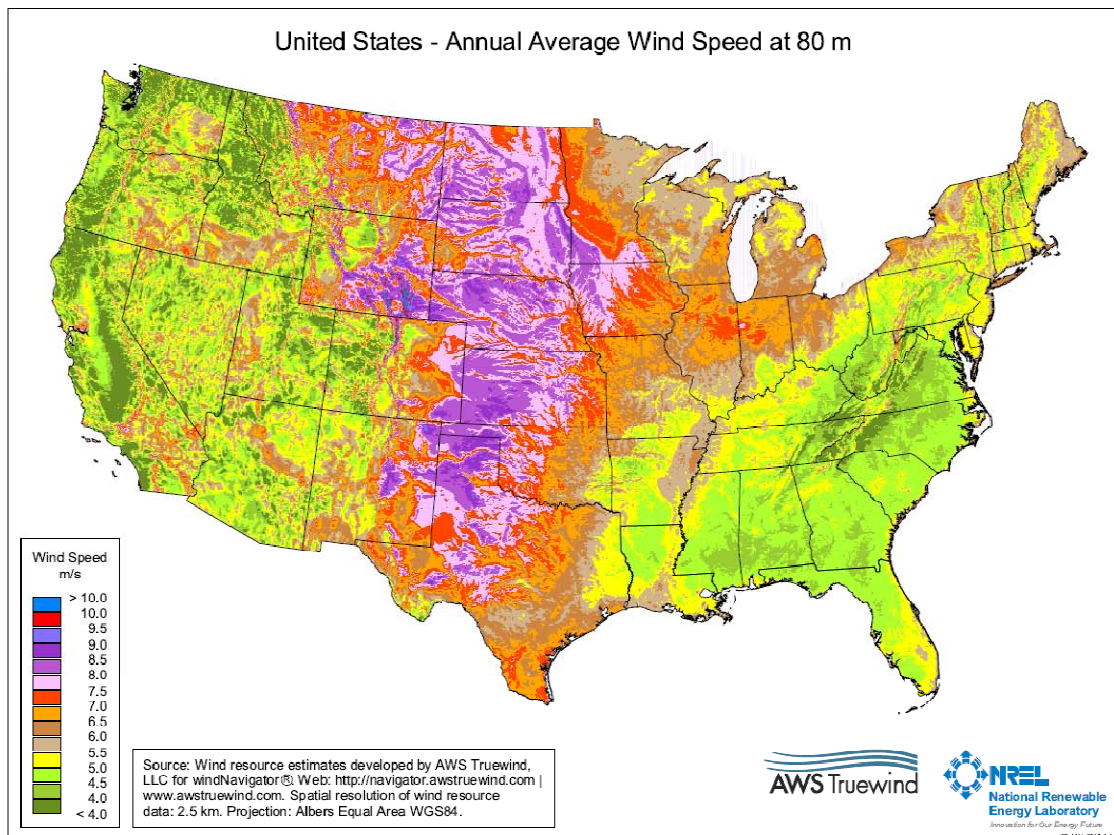 United States - Annual Average Wind Speed at 80 m
Wind Speed
m/s
> 10.0
10.0
9.5
9.0
8.5
8.0
7.5
7.0
6.5
6.0
5.5
5.0
4.5
4.0
< 4.0
Source: Wind resource estimates developed by AWS Truewind,
LLC for windNavigator®. Web: http://navigator.awstruewind.com |
www.awstruewind.com. Spatial resolution of wind resource
data: 2.5 km. Projection: Albers Equal Area WGS84.
AWS Truewind
NREL
National Renewable
Energy Laboratory
Innovation for Our Energy Future